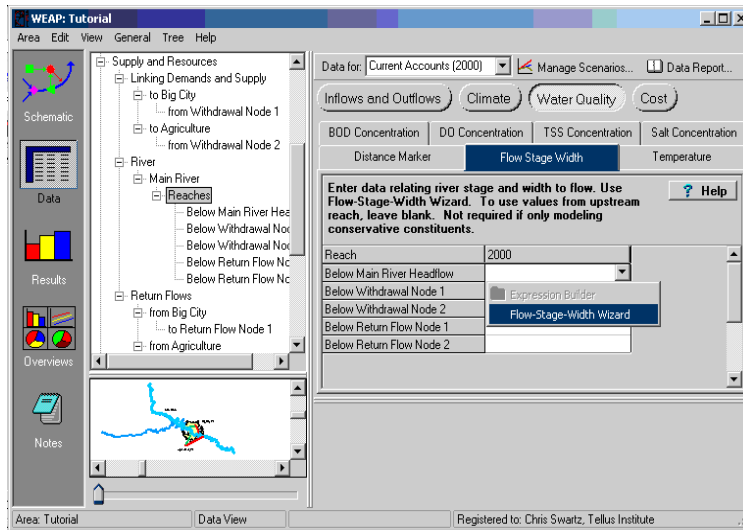 WEAP: Tutorial
Area Edit View General Tree Help
Schematic
Data
Results
Overviews
Notes
Supply and Resources
Linking Demands and Supply
to Big City
from Withdrawal Node 1
to Agriculture
from Withdrawal Node 2
River
Main River
Reaches
Below Main River Hea
Below Withdrawal Noc
Below Withdrawal Noc
Below Return Flow Nc
Below Return Flow Nc
Return Flows
from Big City
to Return Flow Node 1
from Agriculture
Data for: Current Accounts (2000) Manage Scenarios... Data Report...
Inflows and Outflows Climate Water Quality Cost
BOD Concentration DO Concentration TSS Concentration Salt Concentration
Distance Marker Flow Stage Width Temperature
Enter data relating river stage and width to flow. Use
Flow-Stage-Width Wizard. To use values from upstream
reach, leave blank. Not required if only modeling
conservative constituents.
? Help
Reach 2000
Below Main River Headflow
Below Withdrawal Node 1
Below Withdrawal Node 2
Below Return Flow Node 1
Below Return Flow Node 2
Expression Builder
Flow-Stage-Width Wizard
Area: Tutorial Data View Registered to: Chris Swartz, Tellus Institute